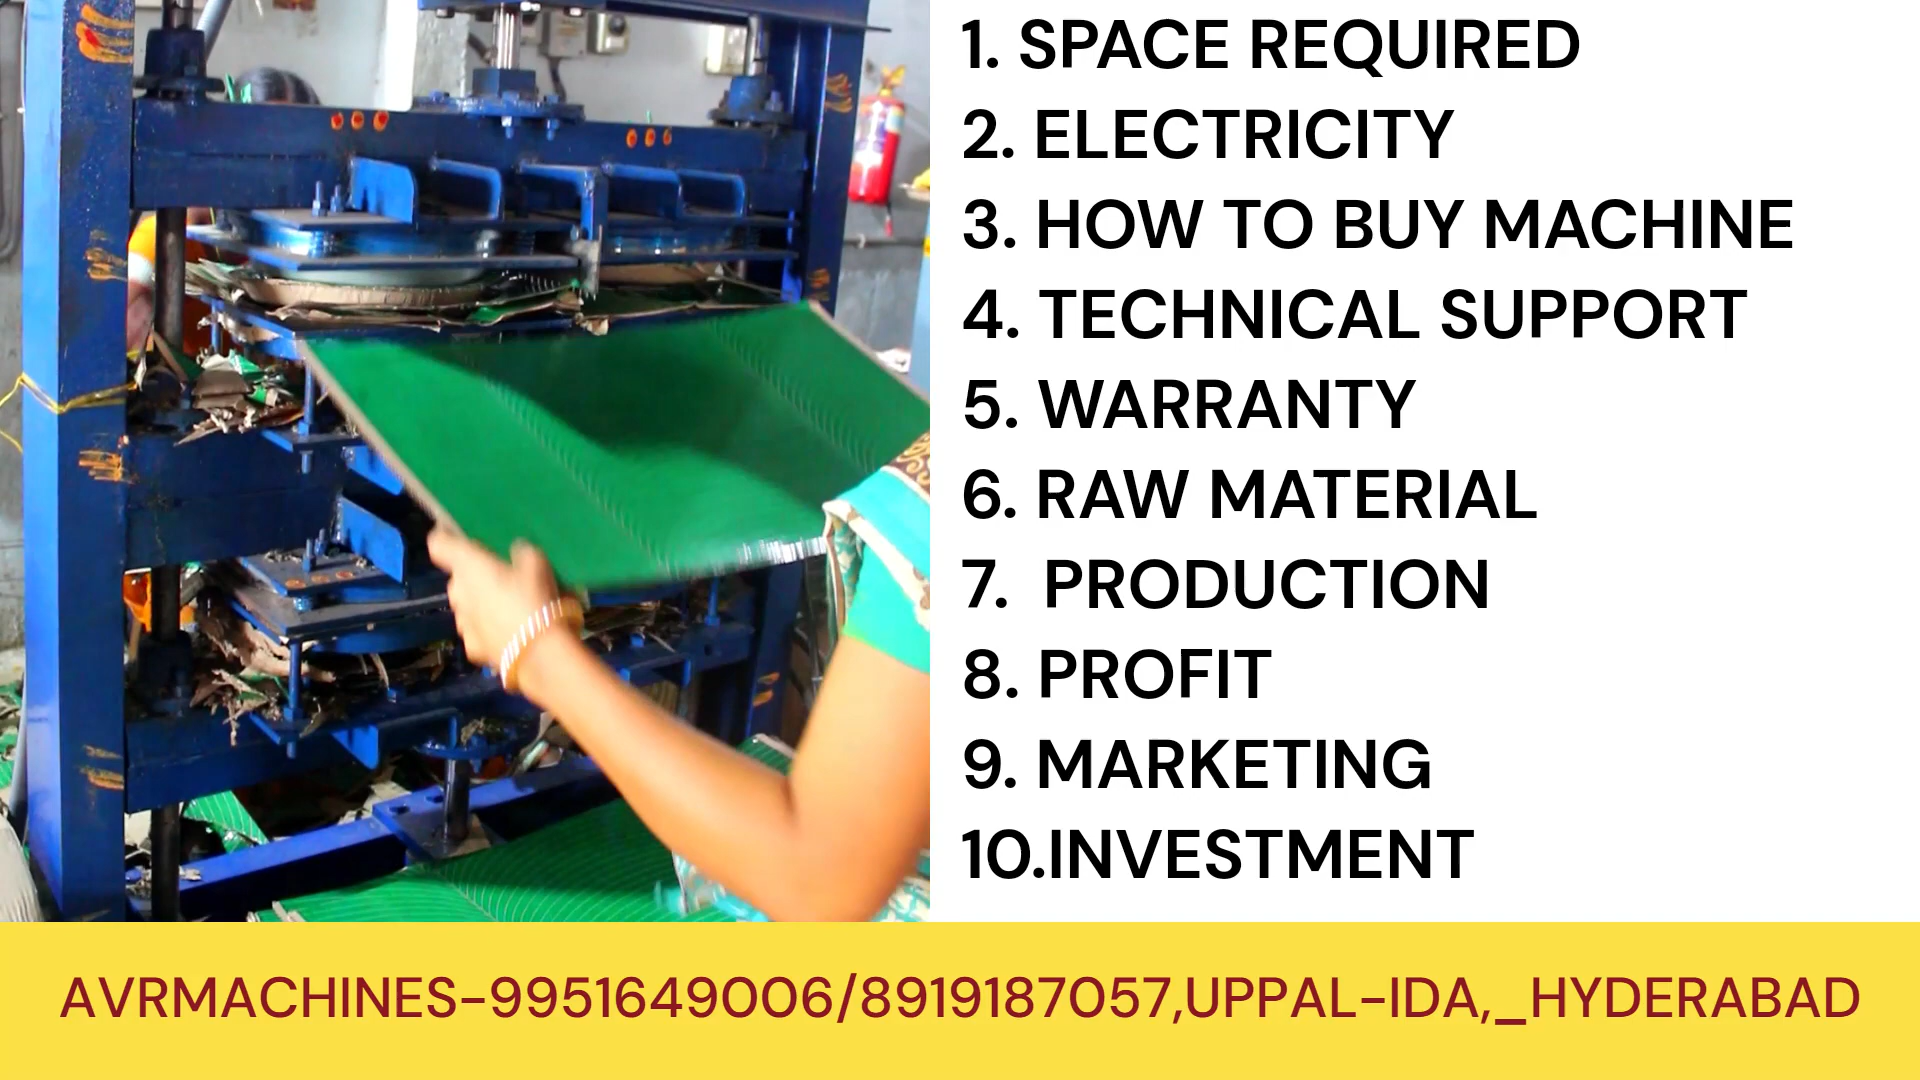 1. SPACE REQUIRED
2. ELECTRICITY
3. HOW TO BUY MACHINE
4. TECHNICAL SUPPORT
5. WARRANTY
6. RAW MATERIAL
7. PRODUCTION
8. PROFIT
9. MARKETING
10.INVESTMENT
AVRMACHINES-9951649006/8919187057,UPPAL-IDA,_HYDERABAD